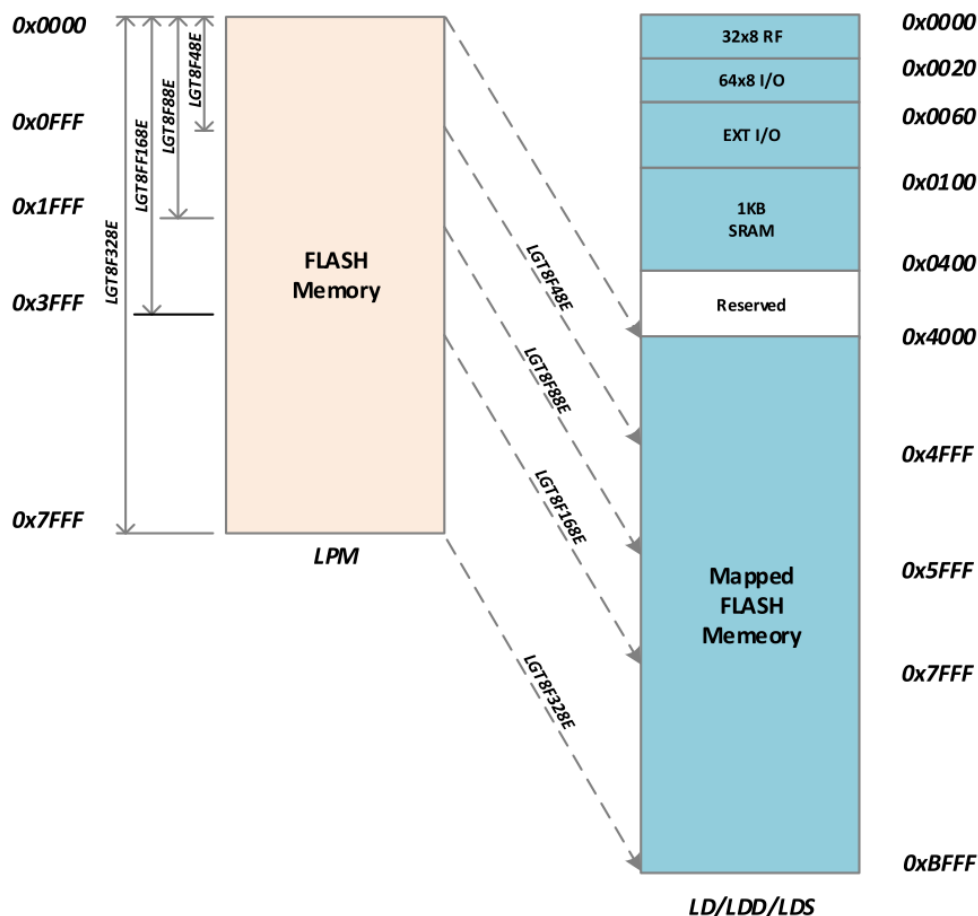 0x0000
0x0FFF
0x1FFF
0x3FFF
0x7FFF
LGT8F328E
LGT8FF168E
LGT8F88E
LGT8F48E
FLASH
Memory
LPM
LGT8F48E
LGT8F88E
LGT8F168E
LGT8F328E
32x8 RF
64x8 I/O
EXT I/O
1KB
SRAM
Reserved
Mapped
FLASH
Memeory
LD/LDD/LDS
0x0000
0x0020
0x0060
0x0100
0x0400
0x4000
0x4FFF
0x5FFF
0x7FFF
0xBFFF